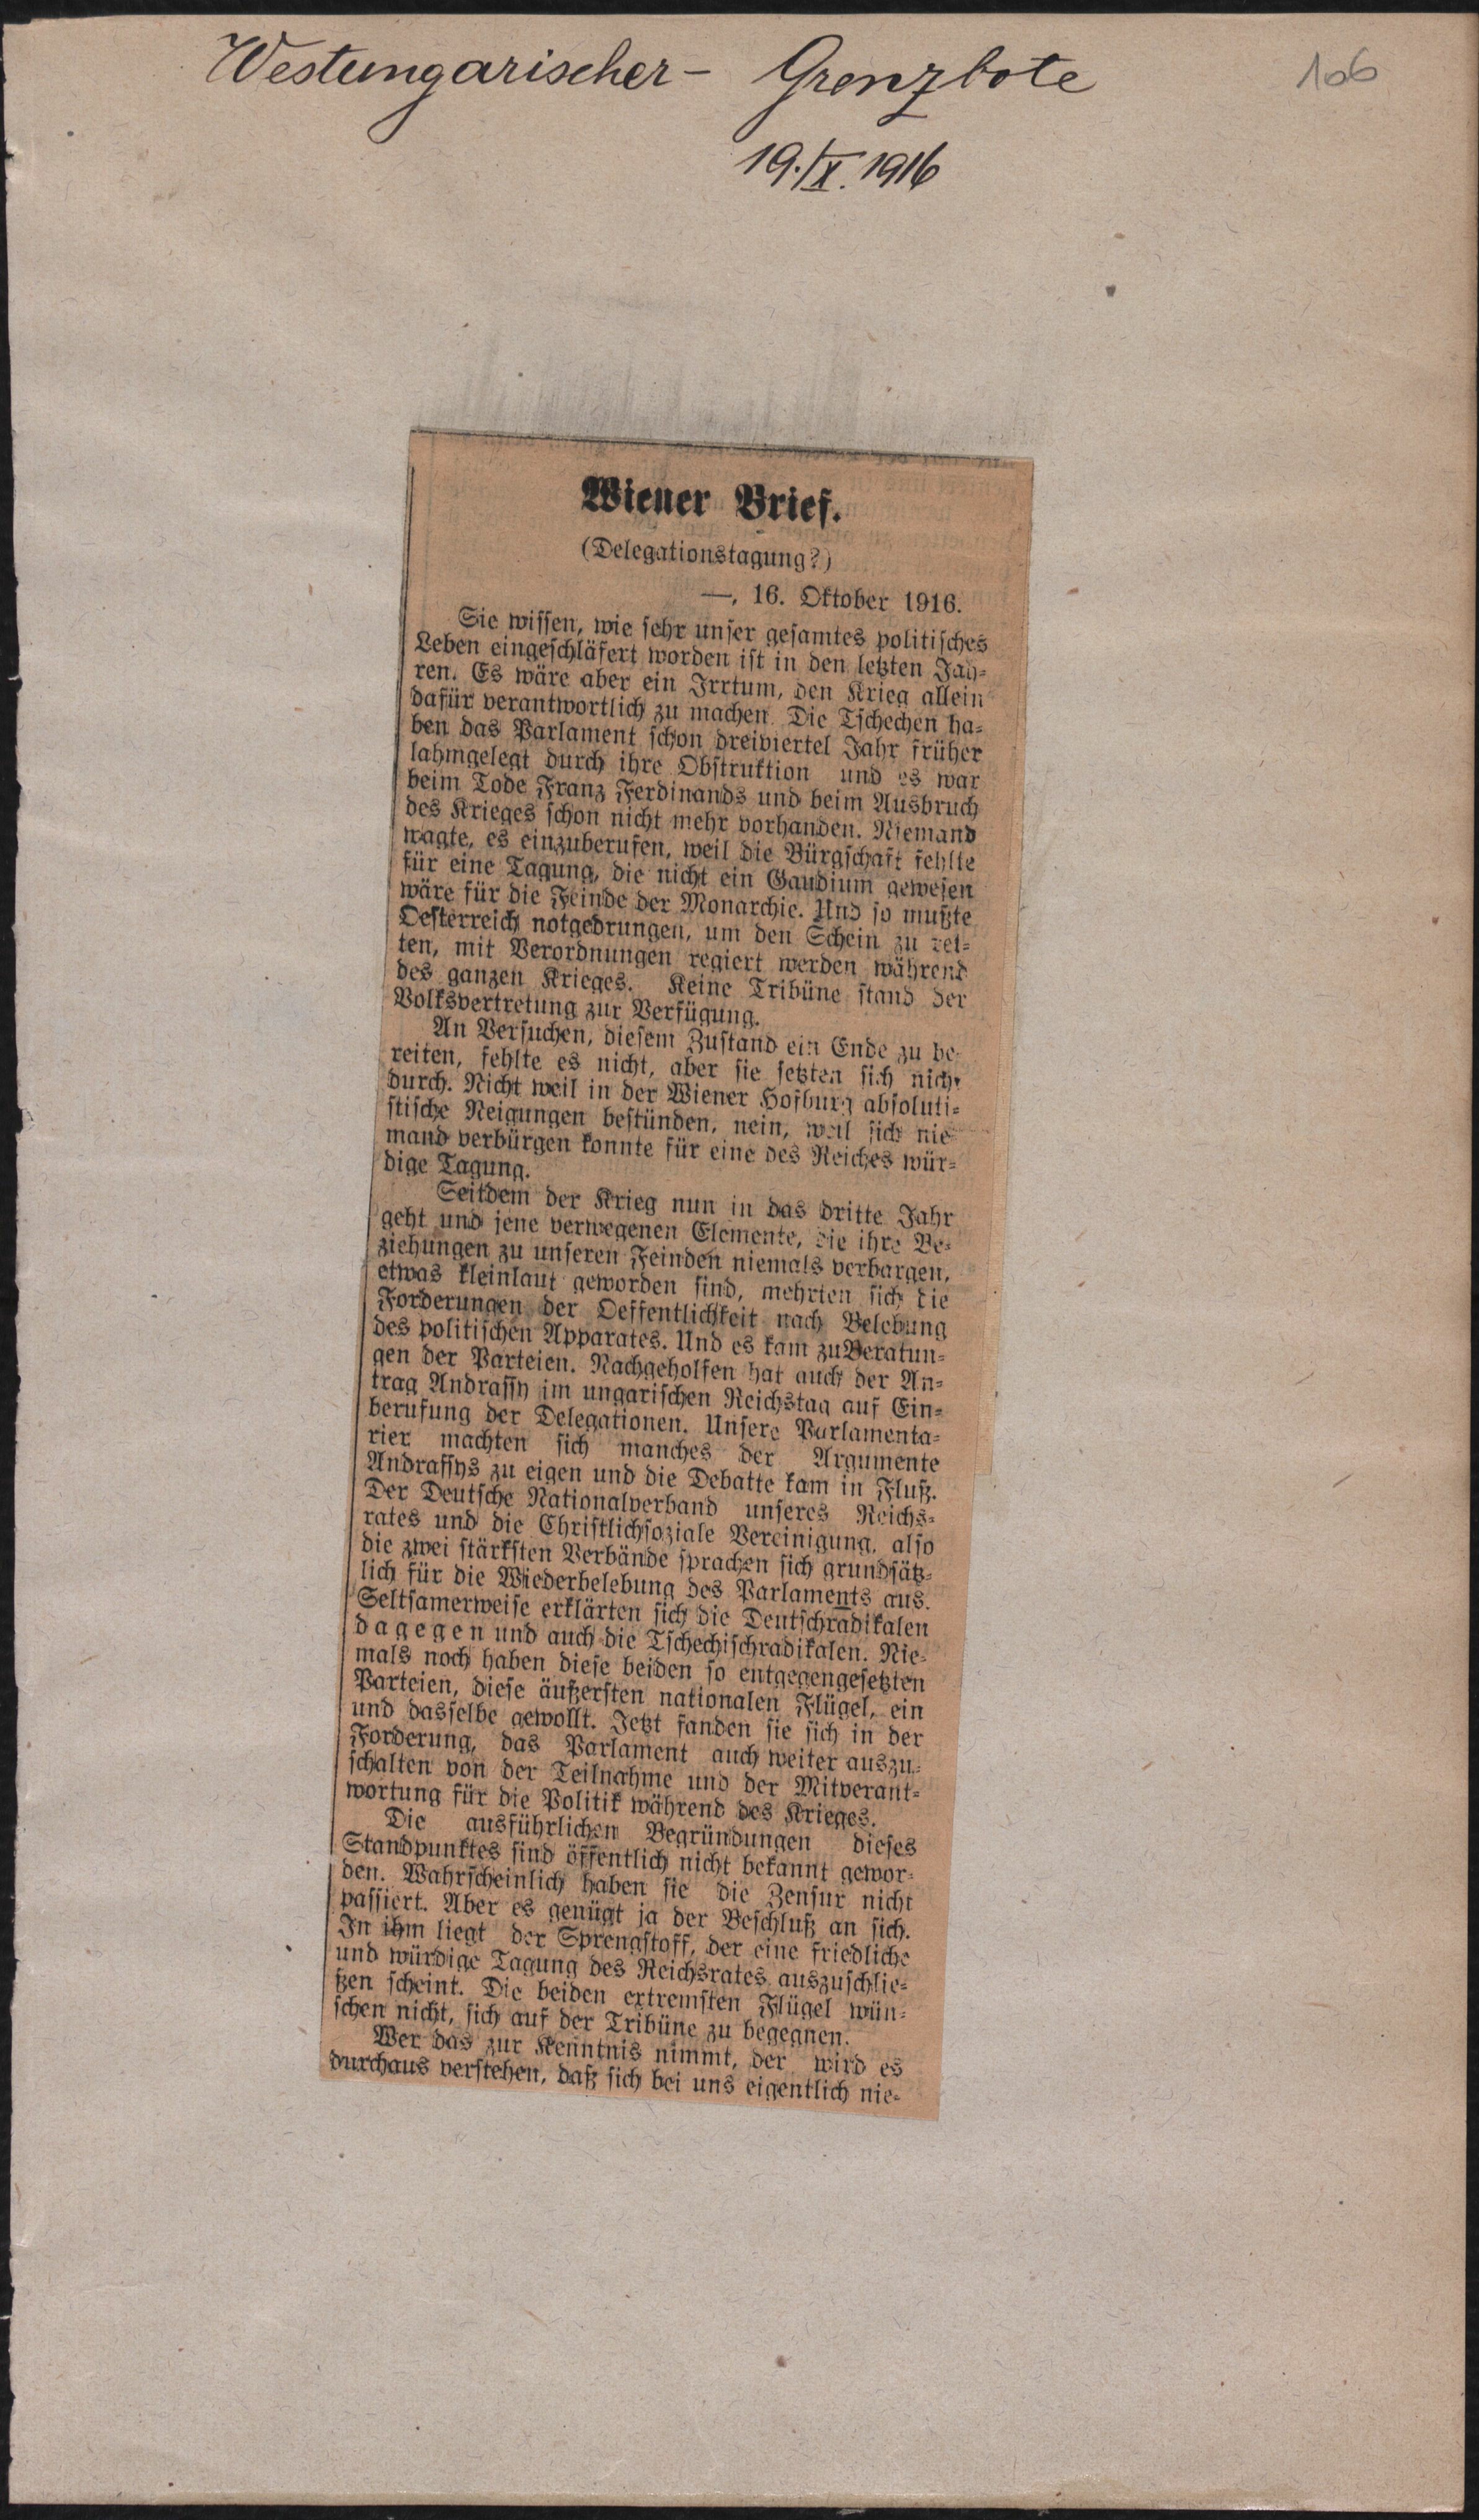 Westungarischer- Grenzbote
106
19./X. 1916
Wiener Brief.
(Delegationstagung?)
—, 16. Oktober 1916.
Sie wissen, wie sehr unser gesamtes politisches
Leben eingeschläfert worden ist in den letzten Jah-
ren. Es wäre aber ein Irrtum, den Krieg allein
dafür verantwortlich zu machen. Die Tschechen ha-
ben das Parlament schon dreiviertel Jahr früher
lahmgelegt durch ihre Obstruktion und es war
beim Tode Franz Ferdinands und beim Ausbruch
des Krieges schon nicht mehr vorhanden. Niemand
wagte, es einzuberufen, weil die Bürgschaft fehlte
für eine Tagung, die nicht ein Gaudium gewesen
wäre für die Feinde der Monarchie. Und so mußte
Oesterreich notgedrungen, um den Schein zu ret-
ten, mit Verordnungen regiert werden während
des ganzen Krieges. Keine Tribüne stand der
Volksvertretung zur Verfügung.
An Versuchen, diesem Zustand ein Ende zu be-
reiten, fehlte es nicht, aber sie setzten sich nicht
durch. Nicht weil in der Wiener Hofburg absoluti-
stische Neigungen bestünden, nein, weil sich nie-
mand verbürgen konnte für eine des Reiches wür-
dige Tagung.
Seitdem der Krieg nun in das dritte Jahr
geht und jene verwegenen Elemente, die ihre Be-
ziehungen zu unseren Feinden niemals verbargen,
etwas kleinlaut geworden sind, mehrten sich die
Forderungen der Oeffentlichkeit nach Belebung
des politischen Apparates. Und es kam zu Beratun-
gen der Parteien. Nachgeholfen hat auch der An-
trag Andrassy im ungarischen Reichstag auf Ein-
berufung der Delegationen. Unsere Parlamenta-
rier machten sich manches der Argumente
Andrassys zu eigen und die Debatte kam in Fluß.
Der Deutsche Nationalverband unseres Reichs-
rates und die Christlichsoziale Vereinigung, also
die zwei stärksten Verbände sprachen sich grundsätz-
lich für die Wiederbelebung des Parlaments aus.
Seltsamerweise erklärten sich die Deutschradikalen
dagegen und auch die Tschechischradikalen. Nie-
mals noch haben diese beiden so entgegengesetzten
Parteien, diese äußersten nationalen Flügel, ein
und dasselbe gewollt. Jetzt fanden sie sich in der
Forderung, das Parlament auch weiter auszu-
schalten von der Teilnahme und der Mitverant-
wortung für die Politik während des Krieges.
Die ausführlichen Begründungen dieses
Standpunktes sind öffentlich nicht bekannt gewor-
den. Wahrscheinlich haben sie die Zensur nicht
passiert. Aber es genügt ja der Beschluß an sich.
In ihm liegt der Sprengstoff, der eine friedliche
und würdige Tagung des Reichsrates auszuschlie-
ßen scheint. Die beiden extremsten Flügel wün-
schen nicht, sich auf der Tribüne zu begegnen.
Wer das zur Kenntnis nimmt, der wird es
durchaus verstehen, daß sich bei uns eigentlich nie-